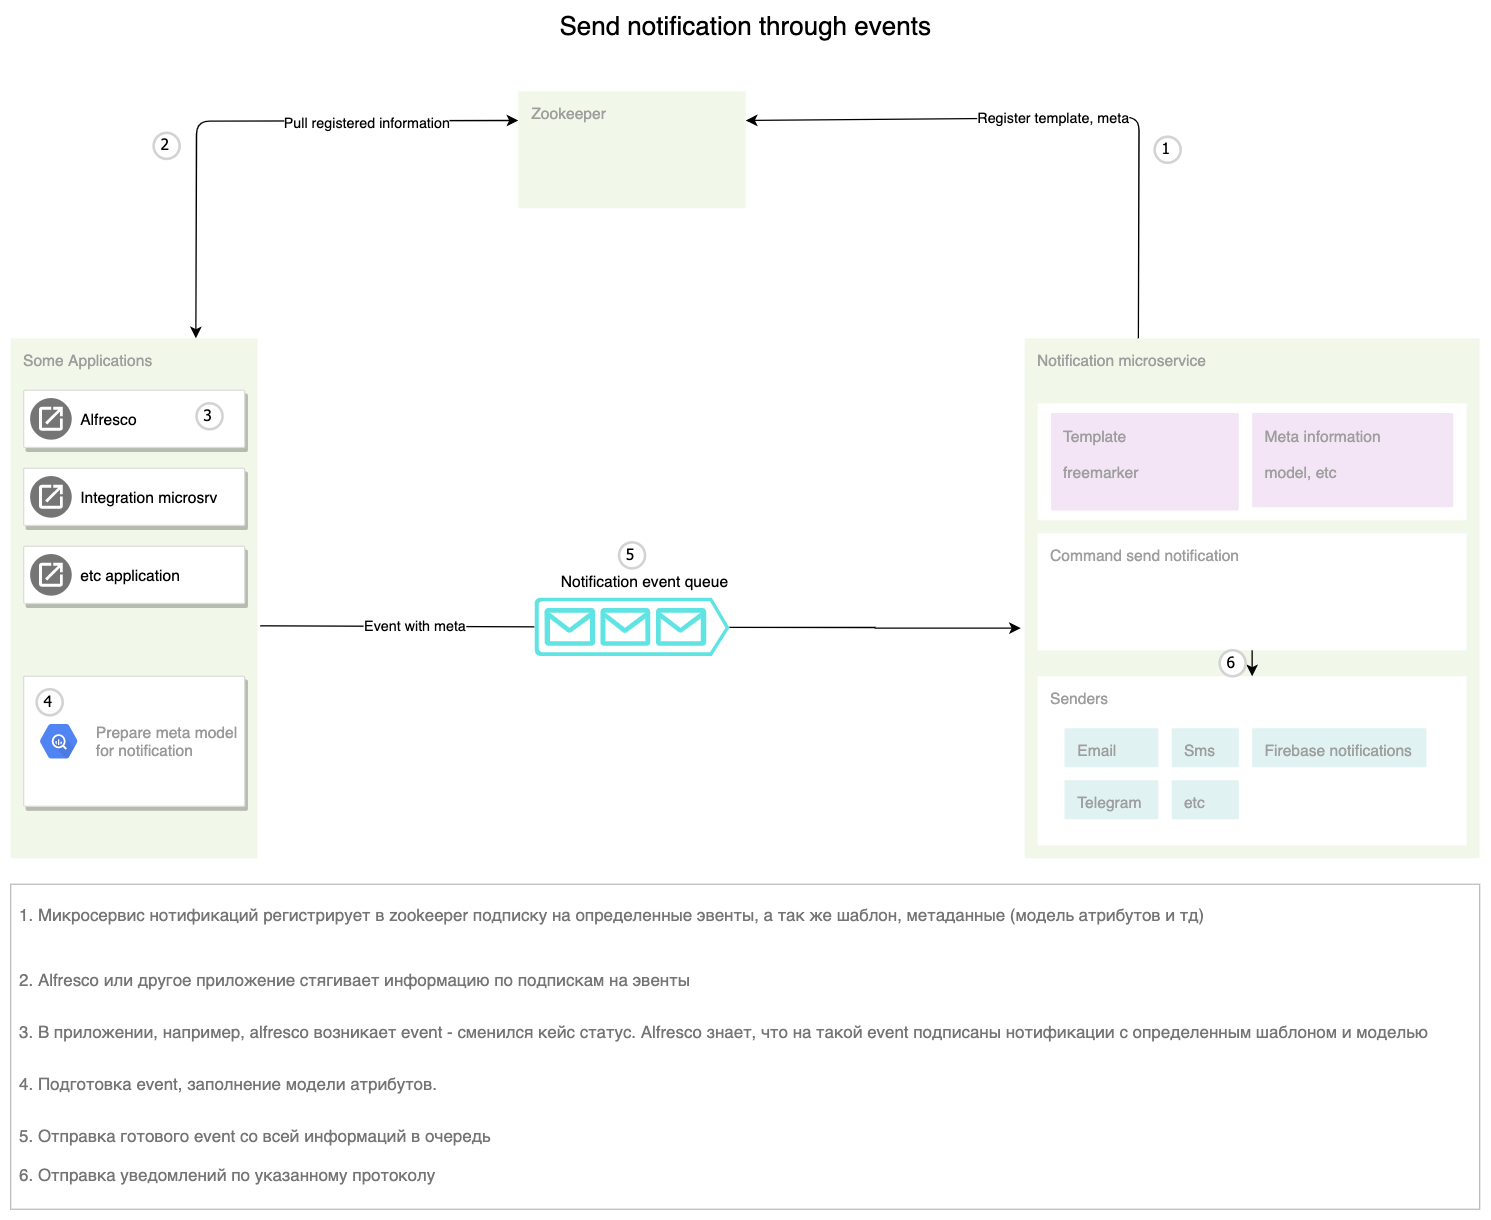 Send notification through events
Zookeeper
Pull registered information
Register template, meta
2
1
Some Applications
Alfresco
3
Integration microsrv
etc application
4
Prepare meta model
for notification
5
Notification event queue
Event with meta
Notification microservice
Template
freemarker
Meta information
model, etc
Command send notification
6
Senders
Email
Sms
Firebase notifications
Telegram
etc
1. Микросервис нотификаций регистрирует в zookeeper подписку на определенные эвенты, а так же шаблон, метаданные (модель атрибутов и тд)
2. Alfresco или другое приложение стягивает информацию по подпискам на эвенты
3. В приложении, например, alfresco возникает event - сменился кейс статус. Alfresco знает, что на такой event подписаны нотификации с определенным шаблоном и моделью
4. Подготовка event, заполнение модели атрибутов.
5. Отправка готового event со всей информаций в очередь
6. Отправка уведомлений по указанному протоколу